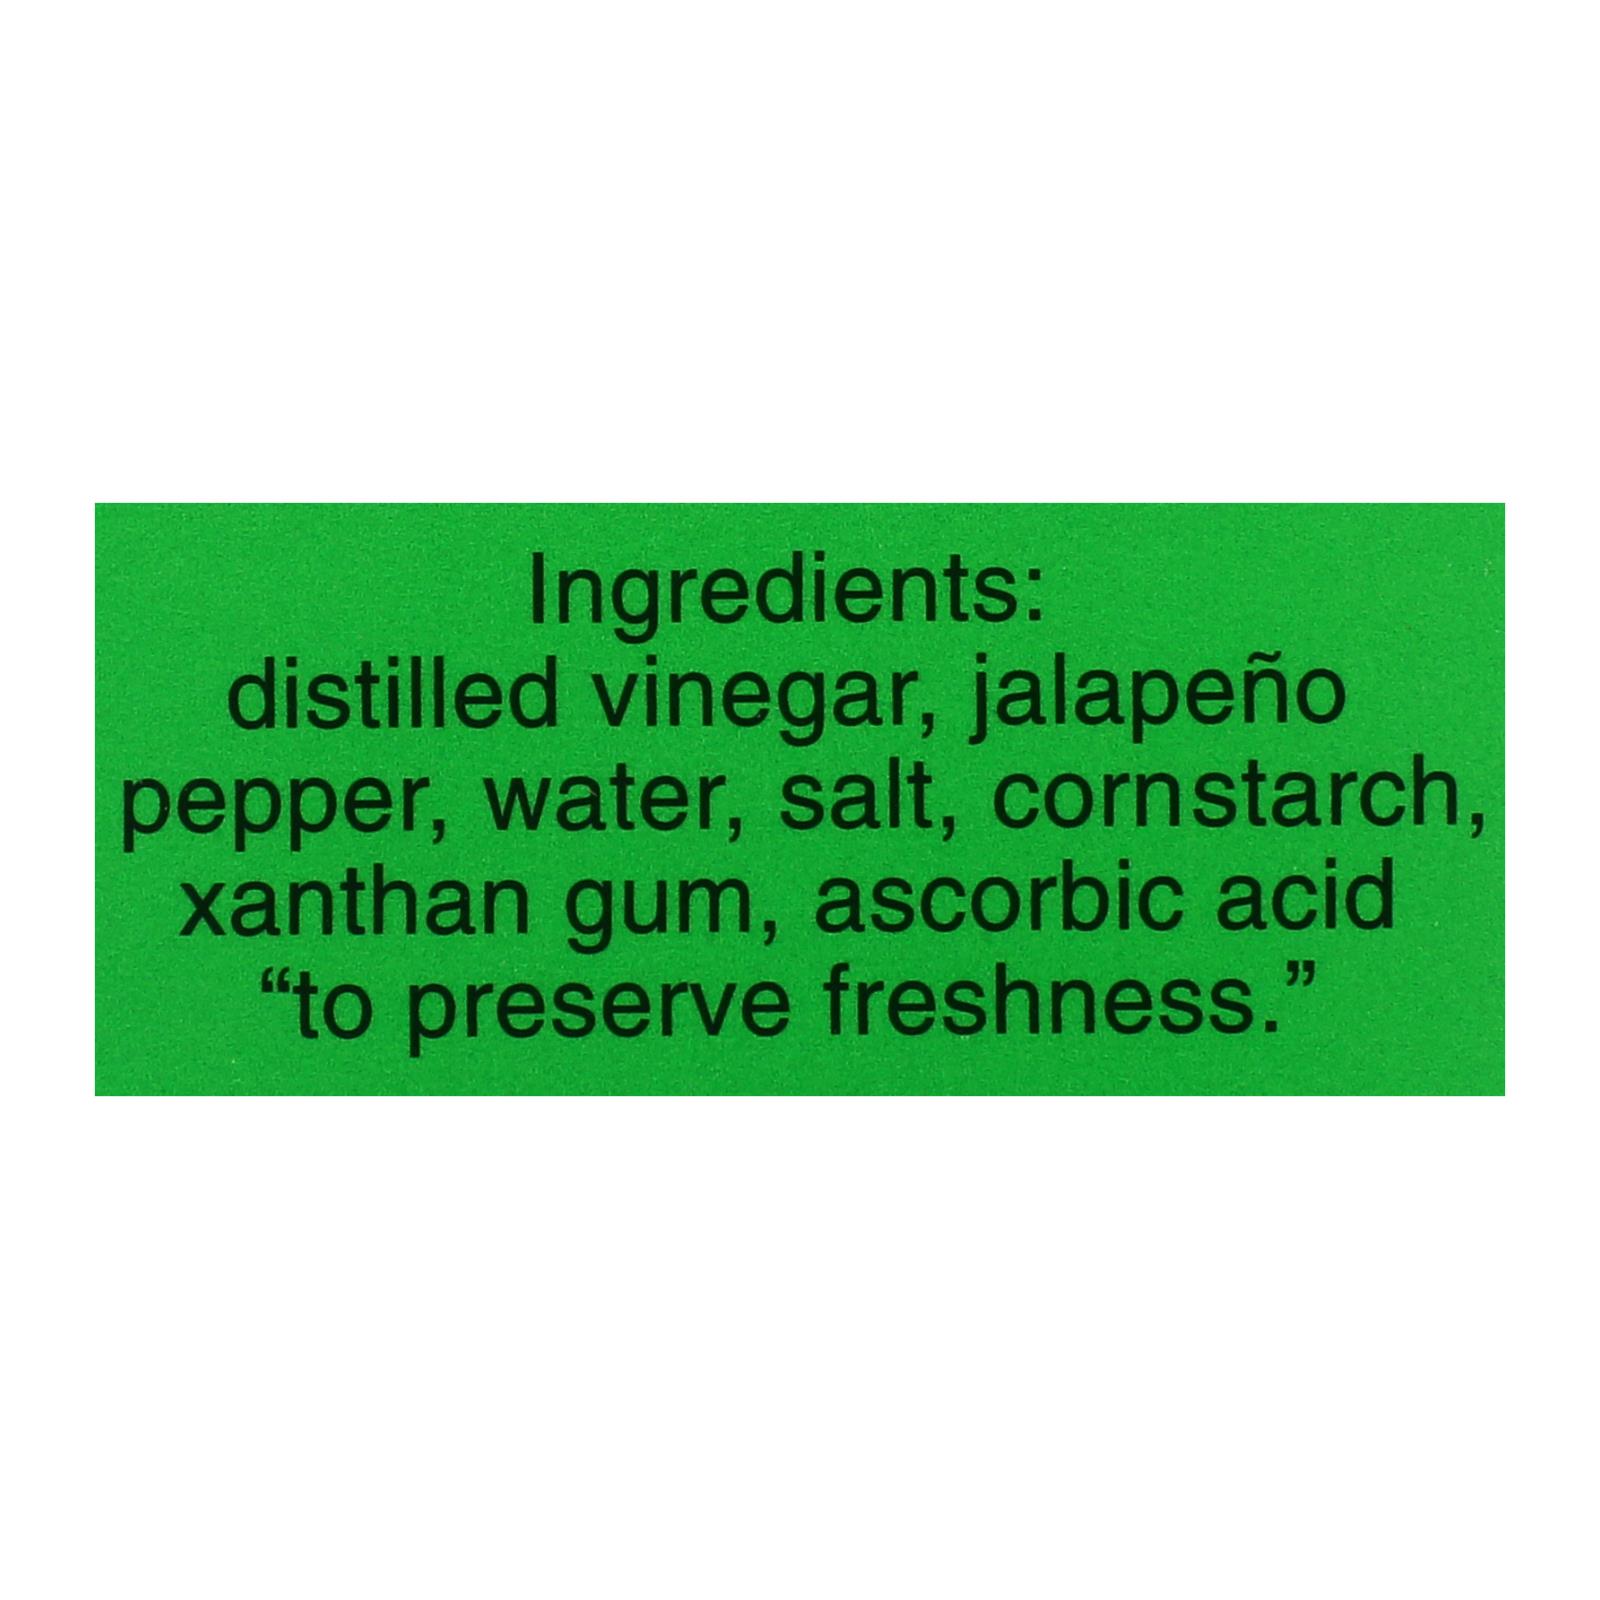 Ingredients:
distilled vinegar, jalapeño
pepper, water, salt, cornstarch,
xanthan gum, ascorbic acid
“to preserve freshness.”